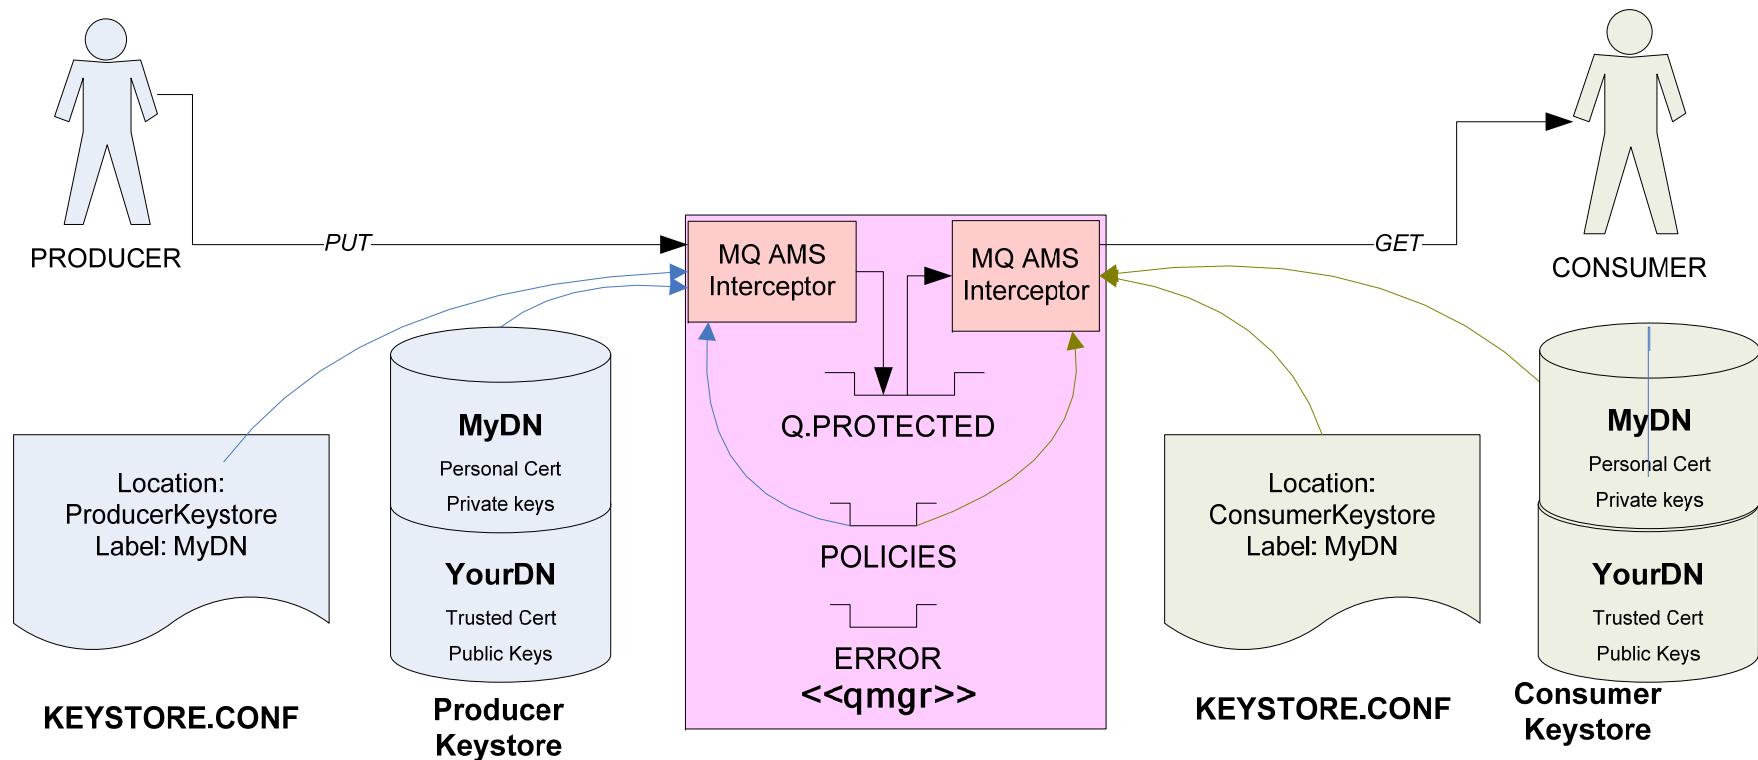 PRODUCER
PUT
MQ AMS
Interceptor
MQ AMS
Interceptor
GET
CONSUMER
Q.PROTECTED
POLICIES
ERROR
<<qmgr>>
Location:
ProducerKeystore
Label: MyDN
KEYSTORE.CONF
MyDN
Personal Cert
Private keys
YourDN
Trusted Cert
Public Keys
Producer
Keystore
Location:
ConsumerKeystore
Label: MyDN
KEYSTORE.CONF
MyDN
Personal Cert
Private keys
YourDN
Trusted Cert
Public Keys
Consumer
Keystore